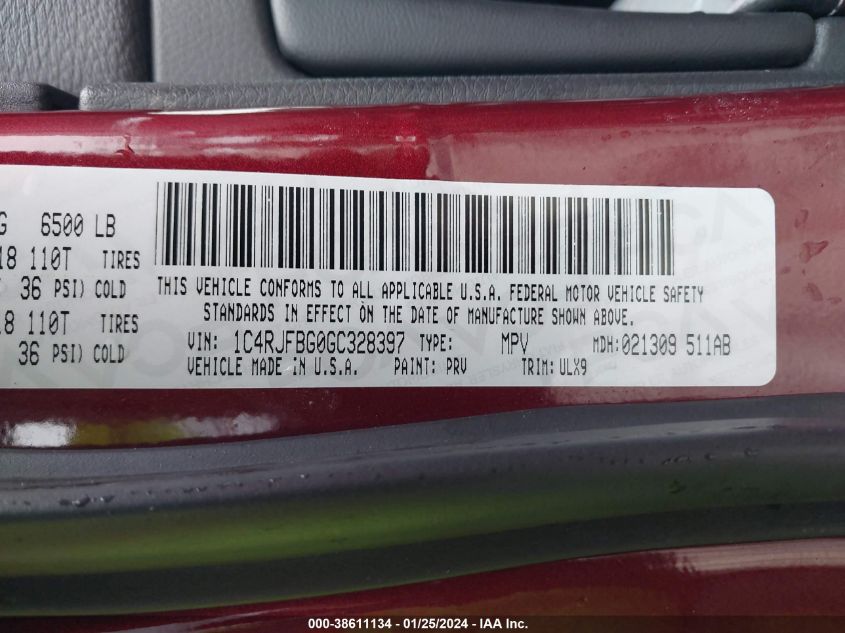 G 6500 LB
18 110T TIRES
36 PSI) COLD
18 110T TIRES
36 PSI) COLD
THIS VEHICLE CONFORMS TO ALL APPLICABLE U.S.A. FEDERAL MOTOR VEHICLE SAFETY
STANDARDS IN EFFECT ON THE DATE OF MANUFACTURE SHOWN ABOVE.
VIN: 1C4RJFBG0GC328397 TYPE: MPV MDH:021309 511AB
VEHICLE MADE IN U.S.A. PAINT: PRV TRIM:ULX9
000-38611134 - 01/25/2024 - IAA Inc.